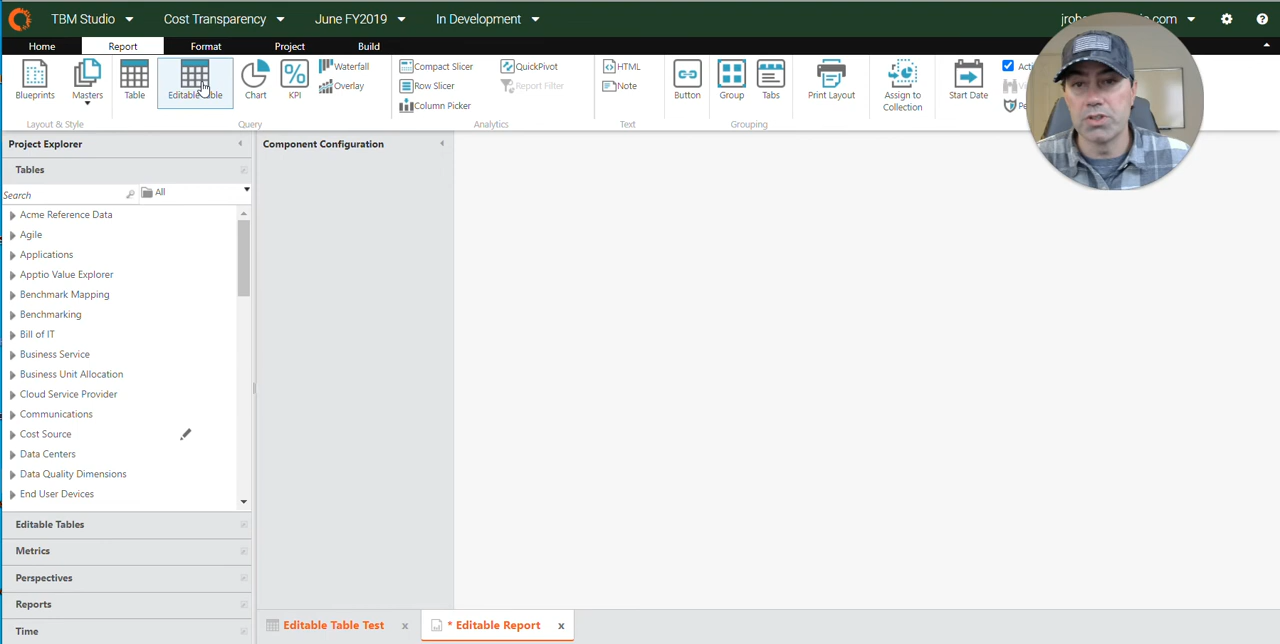 TBM Studio Cost Transparency June FY2019 In Development
Home Report Format Project Build
Blueprints Masters Table Chart KPI Waterfall Overlay
Compact Slicer Row Slicer Column Picker QuickPivot Report Filter
HTML Note Button Group Tabs Print Layout Assign to Collection Start Date
Layout & Style Query Analytics Text Grouping
Project Explorer Component Configuration
Tables
Search All
Acme Reference Data
Agile
Applications
Apptio Value Explorer
Benchmark Mapping
Benchmarking
Bill of IT
Business Service
Business Unit Allocation
Cloud Service Provider
Communications
Cost Source
Data Centers
Data Quality Dimensions
End User Devices
Editable Tables
Metrics
Perspectives
Reports
Time
Editable Table Test x * Editable Report x